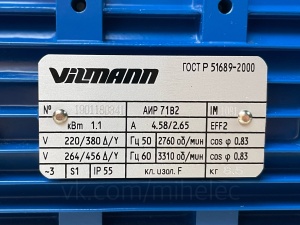 VILMANN ГОСТ Р 51689-2000
№ АИР 71В2 IM
кВт 1.1 А 4.58/2.65 EFF2
V 220/380 Δ/Y Гц 50 2760 об/мин cos φ 0,83
V 264/456 Δ/Y Гц 60 3310 об/мин cos φ 0,83
~3 S1 IP 55 кл. изол. F кг
vk.com/mihelec